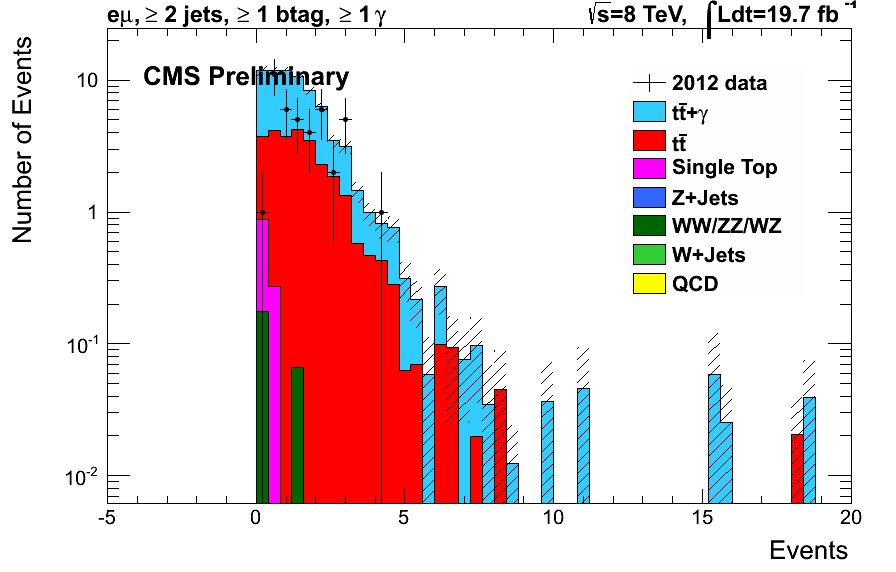 eμ, ≥ 2 jets, ≥ 1 btag, ≥ 1 γ
√s=8 TeV, ∫Ldt=19.7 fb⁻¹
CMS Preliminary
2012 data
tt̄+γ
tt̄
Single Top
Z+Jets
WW/ZZ/WZ
W+Jets
QCD
Number of Events
10
1
10⁻¹
10⁻²
-5 0 5 10 15 20
Events